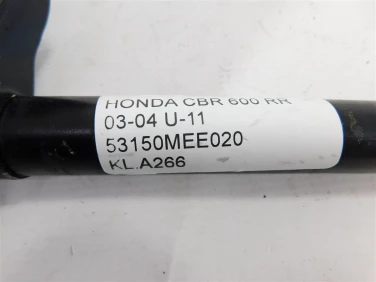 HONDA CBR 600 RR
03-04 U-11
53150MEE020
KL.A266